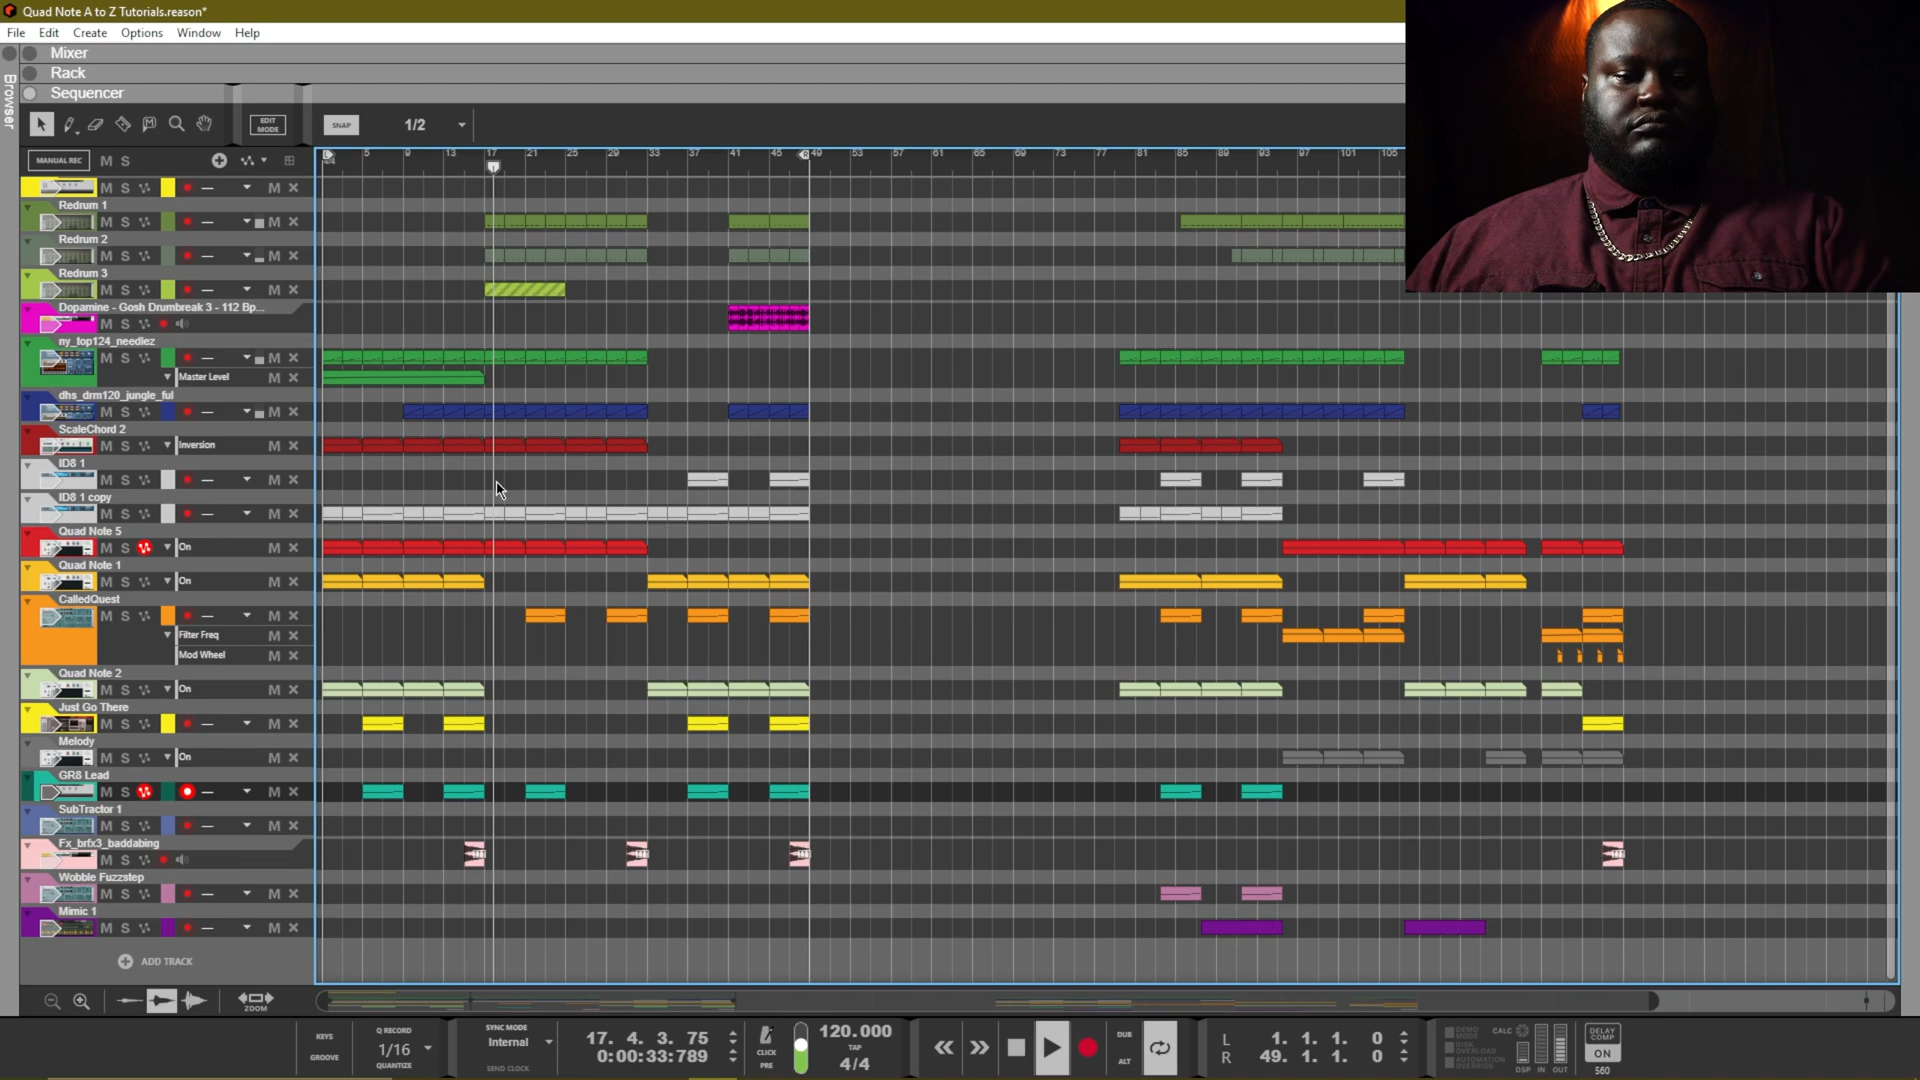 Quad Note A to Z Tutorials.reason*
File Edit Create Options Window Help
Mixer
Rack
Sequencer
Browser
EDIT MODE
SNAP
1/2
MANUAL REC M S
5 9 13 17 21 25 29 33 37 41 45 49 53 57 61 65 69 73 77 81 85 89 93 97 101 105
M S M
Redrum 1
M S M
Redrum 2
M S M
Redrum 3
M S M
Dopamine - Gosh Drumbreak 3 - 112 Bp...
M S
ny_top124_needlez
M S M
Master Level M
dhs_drm120_jungle_ful
M S M
ScaleChord 2
M S Inversion M
ID8 1
M S M
ID8 1 copy
M S M
Quad Note 5
M S On M
Quad Note 1
M S On M
CalledQuest
M S M
Filter Freq M
Mod Wheel M
Quad Note 2
M S On M
Just Go There
M S M
Melody
M S On M
GR8 Lead
M S M
SubTractor 1
M S M
Fx_brfx3_baddabing
M S
Wobble Fuzzstep
M S M
Mimic 1
M S M
ADD TRACK
ZOOM
KEYS
GROOVE
Q RECORD
1/16
QUANTIZE
SYNC MODE
Internal
SEND CLOCK
17. 4. 3. 75
0:00:33:789
CLICK
PRE
120.000
TAP
4/4
DUB
ALT
L 1. 1. 1. 0
R 49. 1. 1. 0
DEMO MODE
DISK OVERLOAD
AUTOMATION OVERRIDE
CALC
DSP IN OUT
DELAY COMP
ON
560